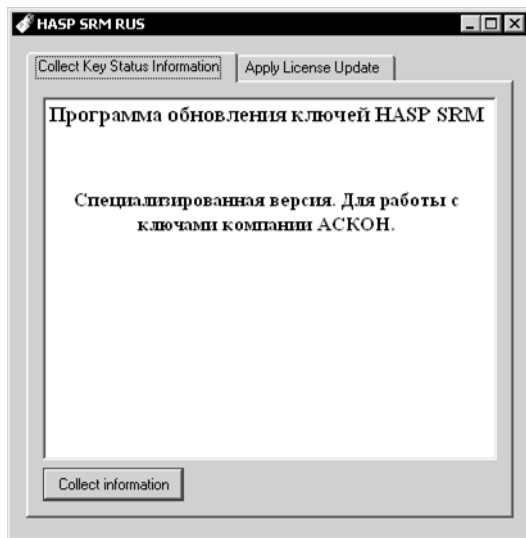 HASP SRM RUS
Collect Key Status Information
Apply License Update
Программа обновления ключей HASP SRM
Специализированная версия. Для работы с
ключами компании АСКОН.
Collect information